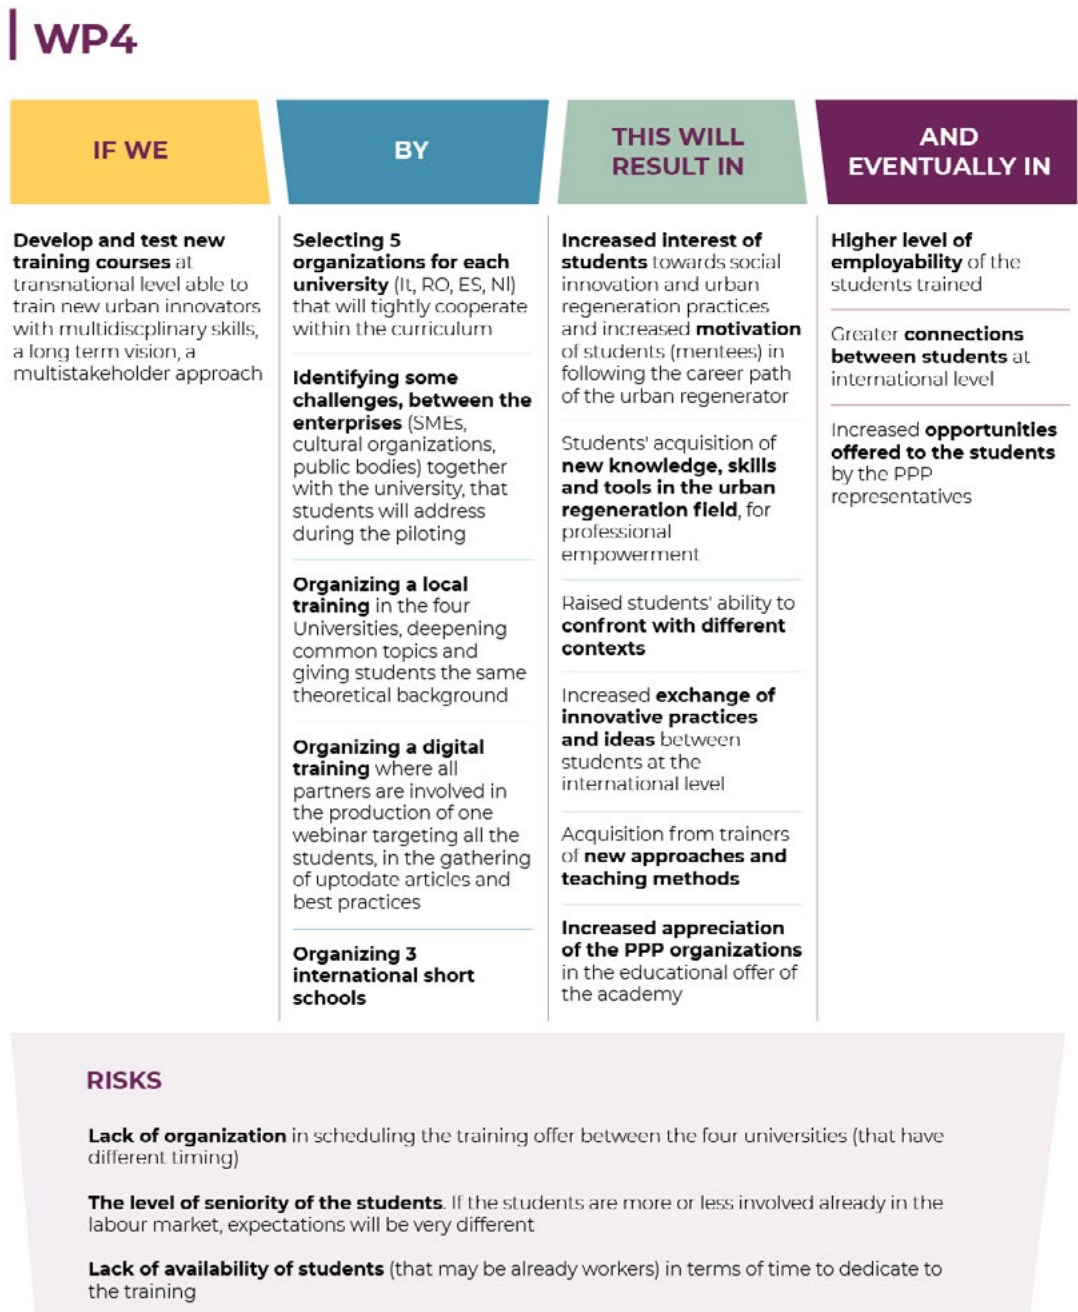 WP4
IF WE
Develop and test new
training courses at
transnational level able to
train new urban innovators
with multidiscplinary skills,
a long term vision, a
multistakeholder approach
BY
Selecting 5
organizations for each
university (It, RO, ES, Nl)
that will tightly cooperate
within the curriculum
Identifying some
challenges, between the
enterprises (SMEs,
cultural organizations,
public bodies) together
with the university, that
students will address
during the piloting
Organizing a local
training in the four
Universities, deepening
common topics and
giving students the same
theoretical background
Organizing a digital
training where all
partners are involved in
the production of one
webinar targeting all the
students, in the gathering
of uptodate articles and
best practices
Organizing 3
international short
schools
THIS WILL
RESULT IN
Increased interest of
students towards social
innovation and urban
regeneration practices
and increased motivation
of students (mentees) in
following the career path
of the urban regenerator
Students' acquisition of
new knowledge, skills
and tools in the urban
regeneration field, for
professional
empowerment
Raised students' ability to
confront with different
contexts
Increased exchange of
innovative practices
and ideas between
students at the
international level
Acquisition from trainers
of new approaches and
teaching methods
Increased appreciation
of the PPP organizations
in the educational offer of
the academy
AND
EVENTUALLY IN
Higher level of
employability of the
students trained
Greater connections
between students at
international level
Increased opportunities
offered to the students
by the PPP
representatives
RISKS
Lack of organization in scheduling the training offer between the four universities (that have
different timing)
The level of seniority of the students. If the students are more or less involved already in the
labour market, expectations will be very different
Lack of availability of students (that may be already workers) in terms of time to dedicate to
the training